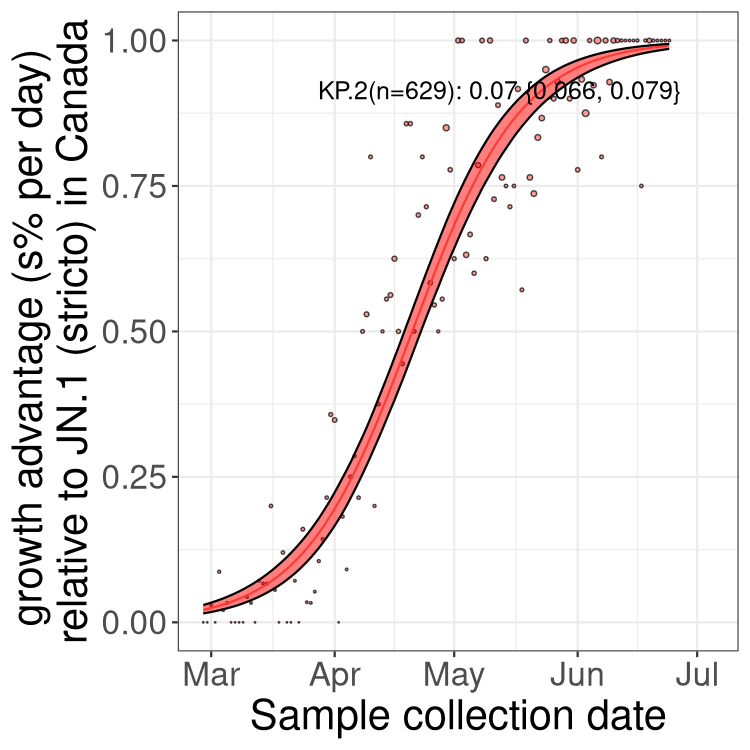 growth advantage (s% per day)
relative to JN.1 (stricto) in Canada
1.00
0.75
0.50
0.25
0.00
KP.2(n=629): 0.07 {0.066, 0.079}
Mar Apr May Jun Jul
Sample collection date